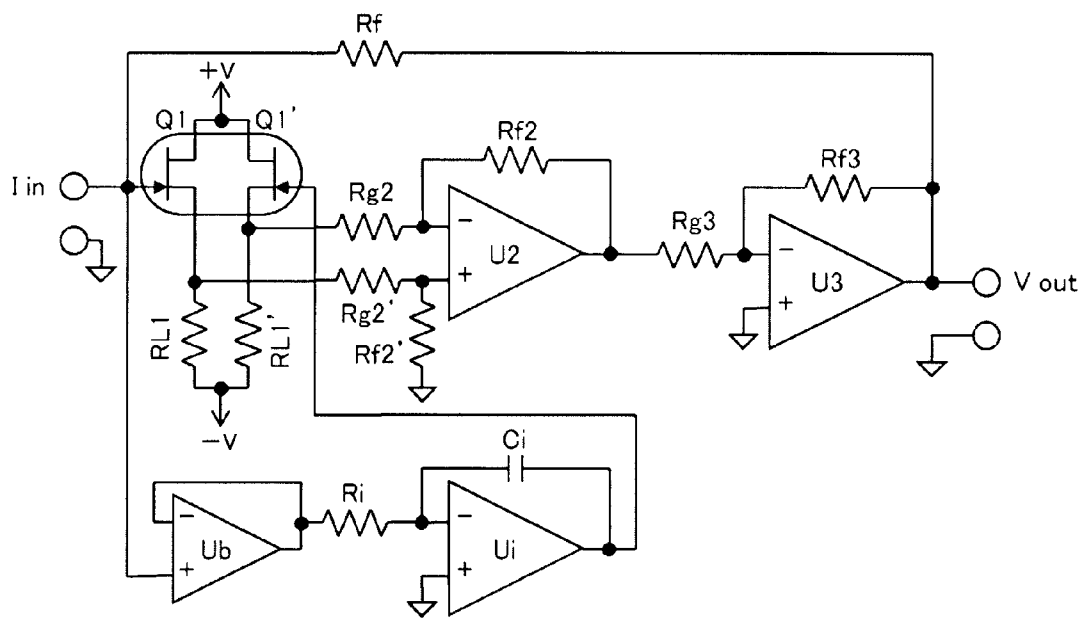 Rf
+V
Q1
Q1'
Rf2
Rf3
I in
Rg2
Rg3
−
U2
+
−
U3
+
V out
Rg2'
Rf2'
RL1
RL1'
−V
Ci
Ri
−
Ub
+
−
Ui
+